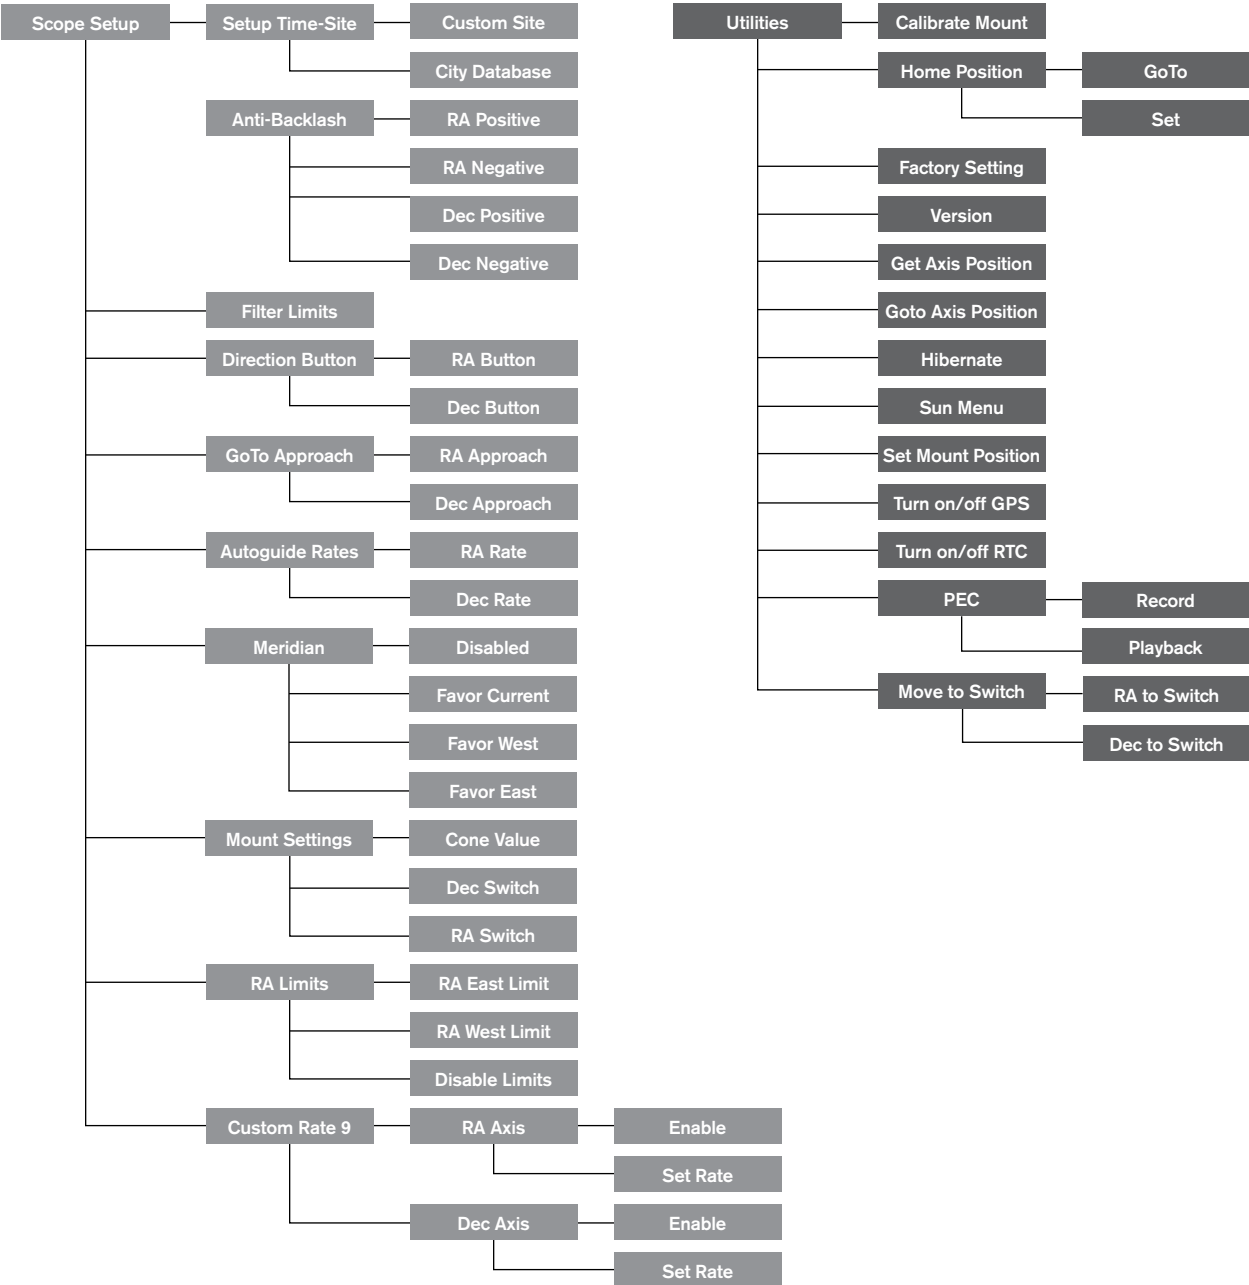 Scope Setup
Setup Time-Site
Custom Site
City Database
Anti-Backlash
RA Positive
RA Negative
Dec Positive
Dec Negative
Filter Limits
Direction Button
RA Button
Dec Button
GoTo Approach
RA Approach
Dec Approach
Autoguide Rates
RA Rate
Dec Rate
Meridian
Disabled
Favor Current
Favor West
Favor East
Mount Settings
Cone Value
Dec Switch
RA Switch
RA Limits
RA East Limit
RA West Limit
Disable Limits
Custom Rate 9
RA Axis
Enable
Set Rate
Dec Axis
Enable
Set Rate
Utilities
Calibrate Mount
Home Position
GoTo
Set
Factory Setting
Version
Get Axis Position
Goto Axis Position
Hibernate
Sun Menu
Set Mount Position
Turn on/off GPS
Turn on/off RTC
PEC
Record
Playback
Move to Switch
RA to Switch
Dec to Switch